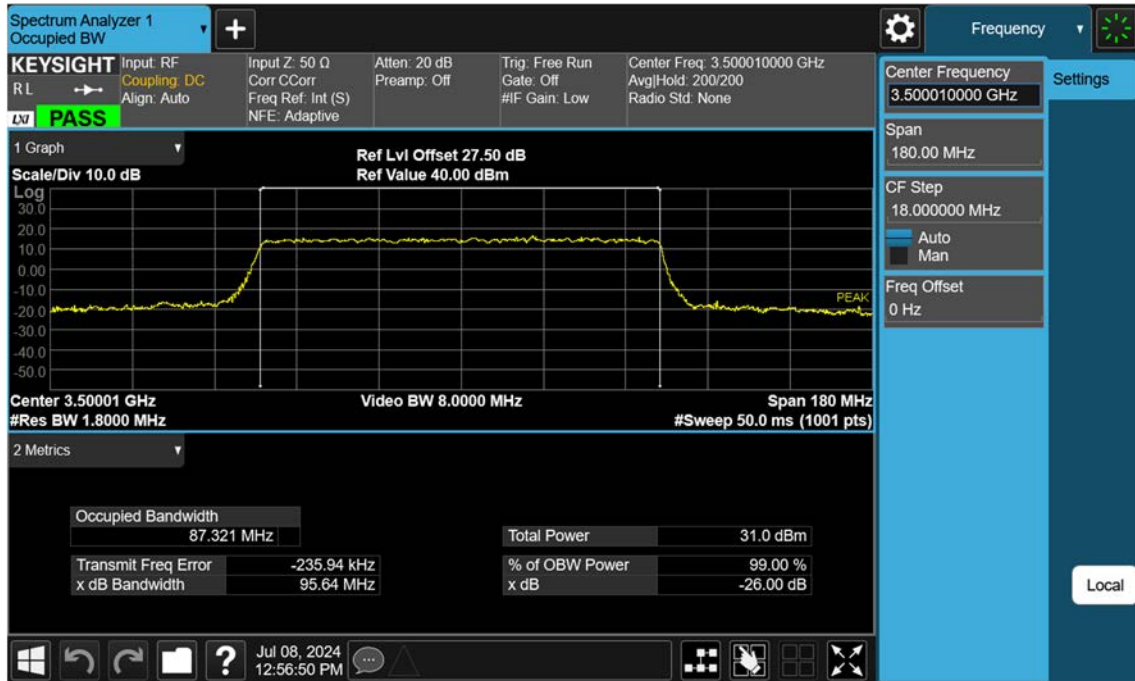 Spectrum Analyzer 1
Occupied BW
Frequency
KEYSIGHT
RL
LXI PASS
Input: RF
Coupling: DC
Align: Auto
Input Z: 50 Ω
Corr CCorr
Freq Ref: Int (S)
NFE: Adaptive
Atten: 20 dB
Preamp: Off
Trig: Free Run
Gate: Off
#IF Gain: Low
Center Freq: 3.500010000 GHz
Avg|Hold: 200/200
Radio Std: None
1 Graph
Scale/Div 10.0 dB
Ref Lvl Offset 27.50 dB
Ref Value 40.00 dBm
Log
30.0
20.0
10.0
0.00
-10.0
-20.0
-30.0
-40.0
-50.0
PEAK
Center 3.50001 GHz
#Res BW 1.8000 MHz
Video BW 8.0000 MHz
Span 180 MHz
#Sweep 50.0 ms (1001 pts)
2 Metrics
Occupied Bandwidth
87.321 MHz
Total Power 31.0 dBm
Transmit Freq Error -235.94 kHz
% of OBW Power 99.00 %
x dB Bandwidth 95.64 MHz
x dB -26.00 dB
Center Frequency
3.500010000 GHz
Settings
Span
180.00 MHz
CF Step
18.000000 MHz
Auto
Man
Freq Offset
0 Hz
Local
?
Jul 08, 2024
12:56:50 PM